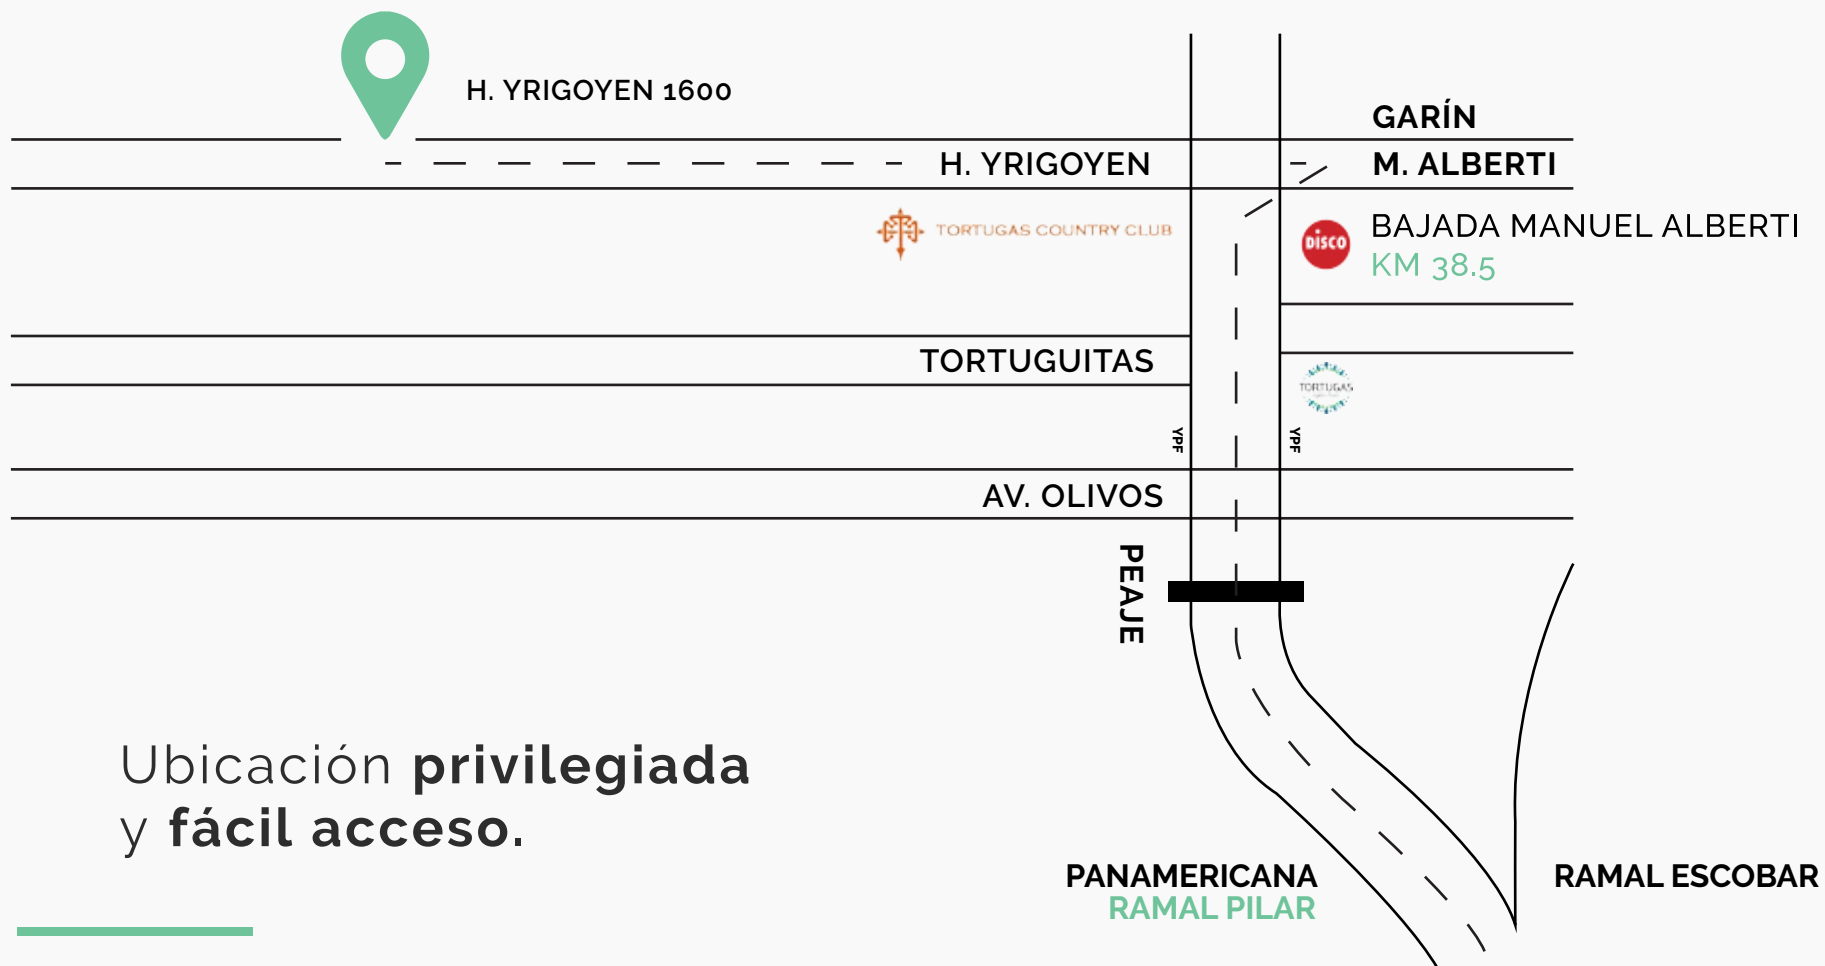 H. YRIGOYEN 1600
GARÍN
H. YRIGOYEN
M. ALBERTI
TORTUGAS COUNTRY CLUB
DISCO
BAJADA MANUEL ALBERTI
KM 38.5
TORTUGUITAS
TORTUGAS
YPF
YPF
AV. OLIVOS
PEAJE
Ubicación privilegiada
y fácil acceso.
PANAMERICANA
RAMAL PILAR
RAMAL ESCOBAR